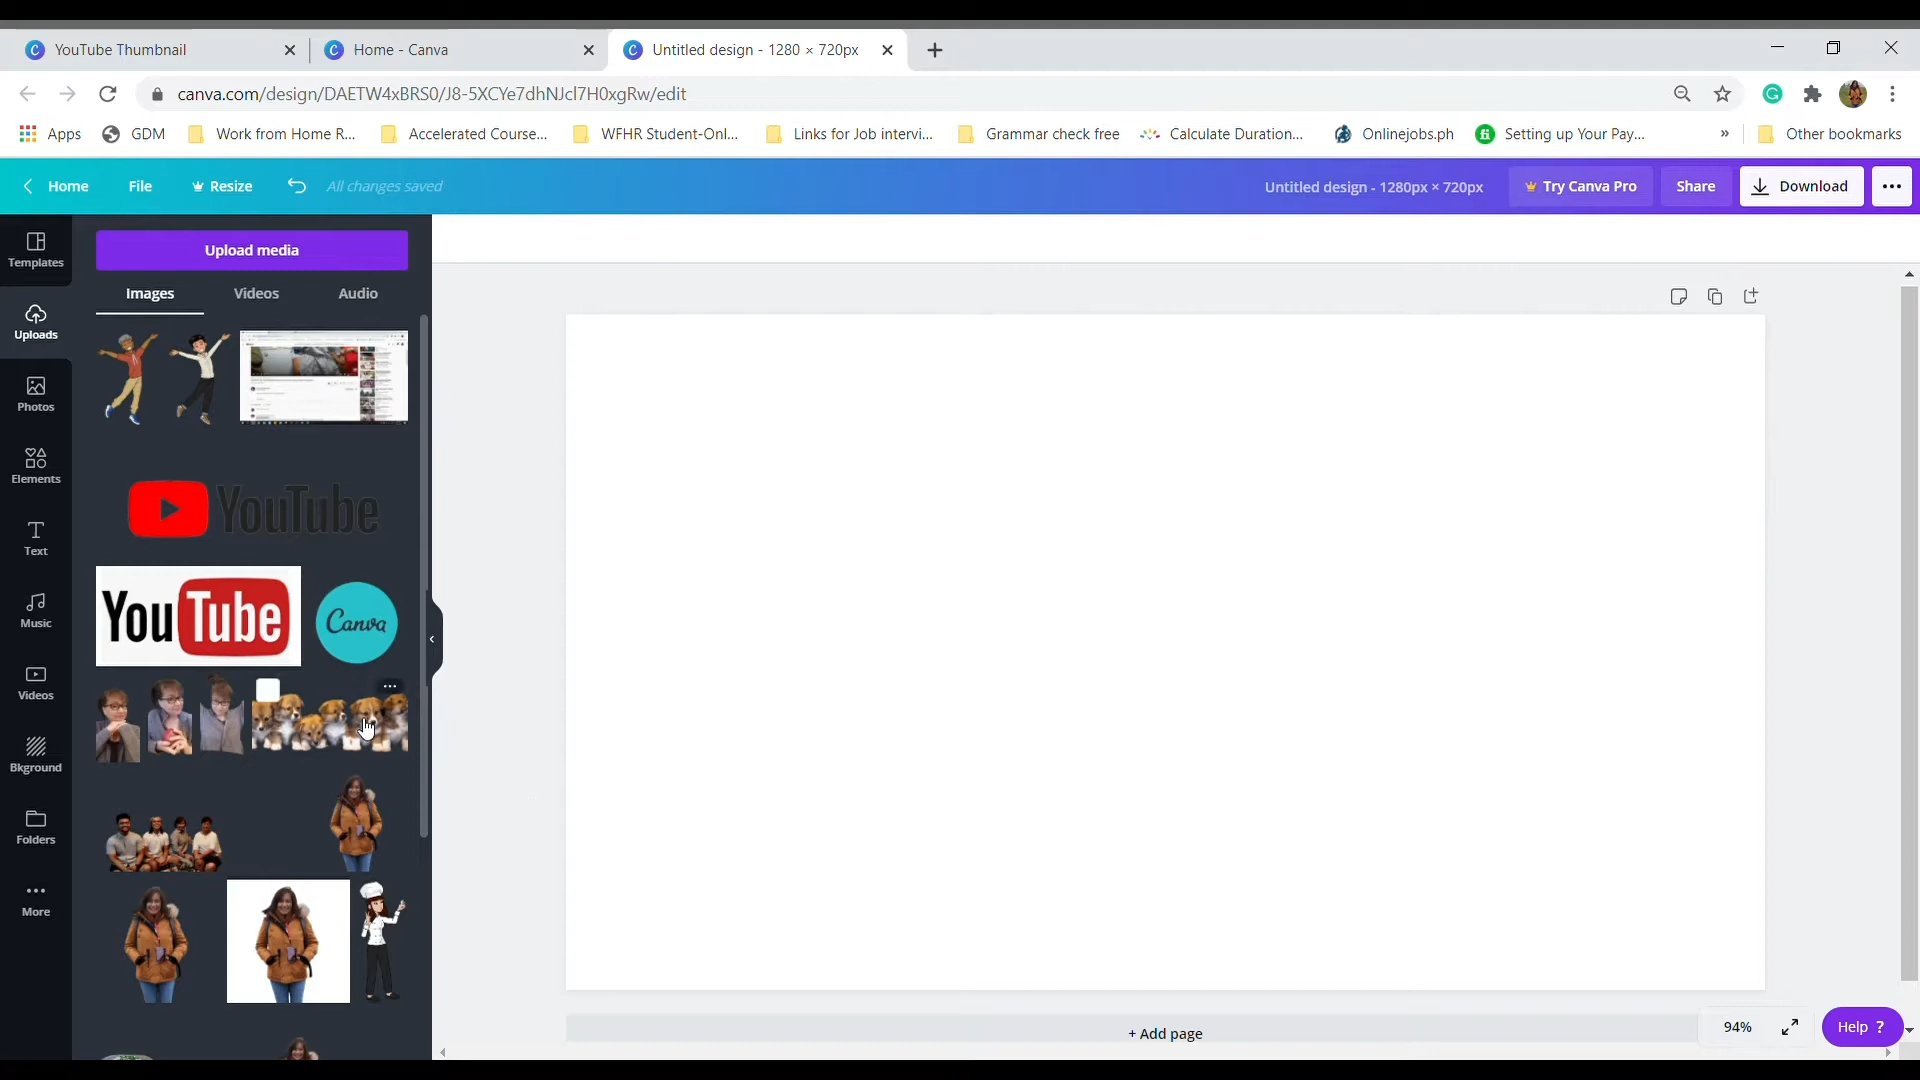 YouTube Thumbnail
Home - Canva
Untitled design - 1280 × 720px
canva.com/design/DAETW4xBRS0/J8-5XCYe7dhNJcl7H0xgRw/edit
Apps
GDM
Work from Home R...
Accelerated Course...
WFHR Student-Onl...
Links for Job intervi...
Grammar check free
Calculate Duration...
Onlinejobs.ph
Setting up Your Pay...
»
Other bookmarks
Home
File
Resize
All changes saved
Untitled design - 1280px × 720px
Try Canva Pro
Share
Download
Templates
Uploads
Photos
Elements
Text
Music
Videos
Bkground
Folders
More
Upload media
Images
Videos
Audio
YouTube
YouTube
Canva
+ Add page
94%
Help ?